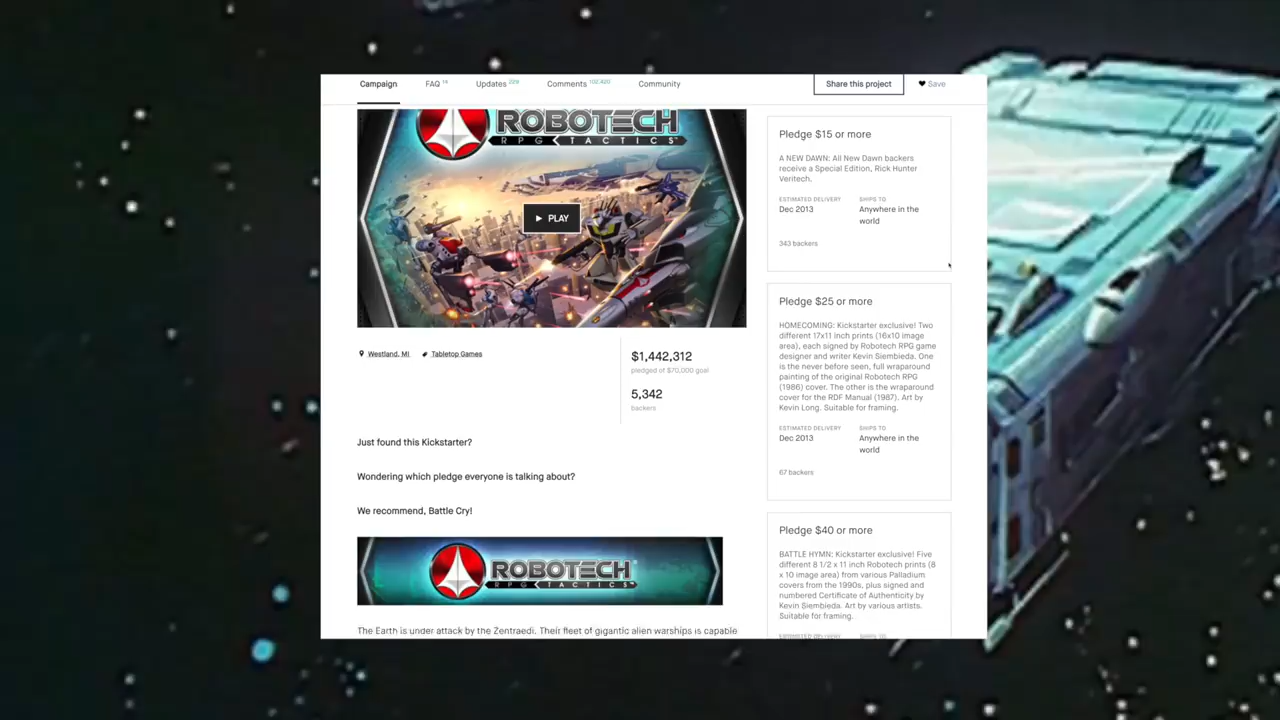 Campaign
FAQ 19
Updates 229
Comments 102,420
Community
Share this project
Save
ROBOTECH
RPG TACTICS™
PLAY
Westland, MI
Tabletop Games
$1,442,312
pledged of $70,000 goal
5,342
backers
Just found this Kickstarter?
Wondering which pledge everyone is talking about?
We recommend, Battle Cry!
ROBOTECH
RPG TACTICS™
The Earth is under attack by the Zentraedi. Their fleet of gigantic alien warships is capable
Pledge $15 or more
A NEW DAWN: All New Dawn backers
receive a Special Edition, Rick Hunter
Veritech.
ESTIMATED DELIVERY
Dec 2013
SHIPS TO
Anywhere in the
world
343 backers
Pledge $25 or more
HOMECOMING: Kickstarter exclusive! Two
different 17x11 inch prints (16x10 image
area), each signed by Robotech RPG game
designer and writer Kevin Siembieda. One
is the never before seen, full wraparound
painting of the original Robotech RPG
(1986) cover. The other is the wraparound
cover for the RDF Manual (1987). Art by
Kevin Long. Suitable for framing.
ESTIMATED DELIVERY
Dec 2013
SHIPS TO
Anywhere in the
world
67 backers
Pledge $40 or more
BATTLE HYMN: Kickstarter exclusive! Five
different 8 1/2 x 11 inch Robotech prints (8
x 10 image area) from various Palladium
covers from the 1990s, plus signed and
numbered Certificate of Authenticity by
Kevin Siembieda. Art by various artists.
Suitable for framing.
ESTIMATED DELIVERY
SHIPS TO